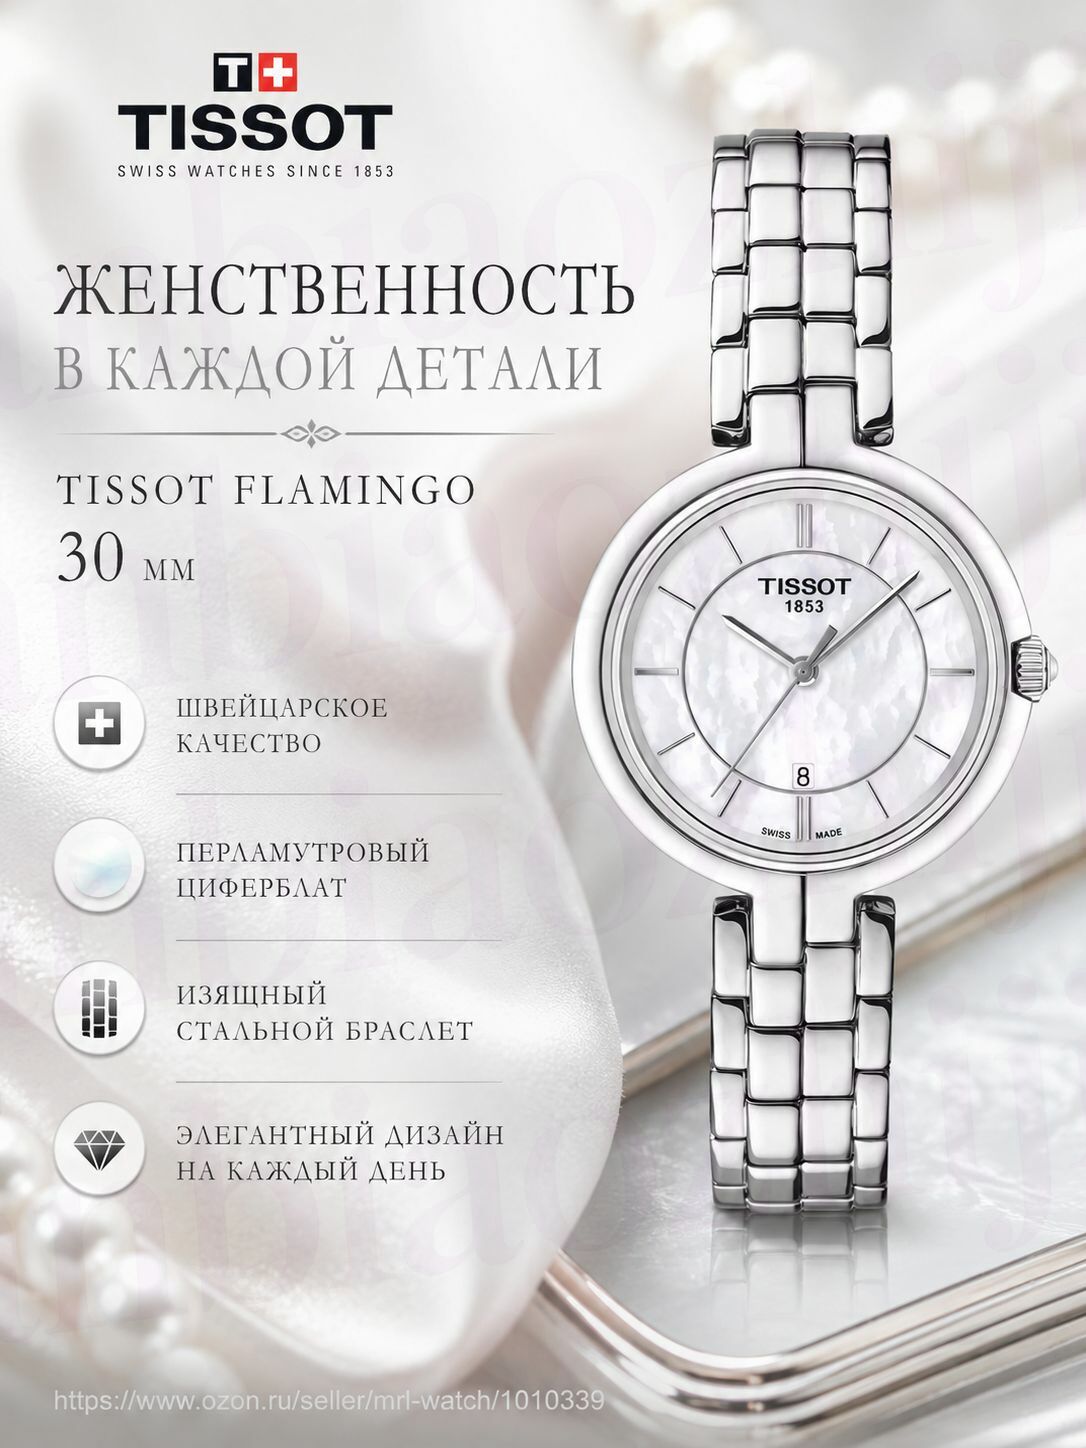 TISSOT
SWISS WATCHES SINCE 1853
ЖЕНСТВЕННОСТЬ
В КАЖДОЙ ДЕТАЛИ
TISSOT FLAMINGO
30 ММ
TISSOT
1853
8
SWISS MADE
ШВЕЙЦАРСКОЕ
КАЧЕСТВО
ПЕРЛАМУТРОВЫЙ
ЦИФЕРБЛАТ
ИЗЯЩНЫЙ
СТАЛЬНОЙ БРАСЛЕТ
ЭЛЕГАНТНЫЙ ДИЗАЙН
НА КАЖДЫЙ ДЕНЬ
https://www.ozon.ru/seller/mrl-watch/1010339